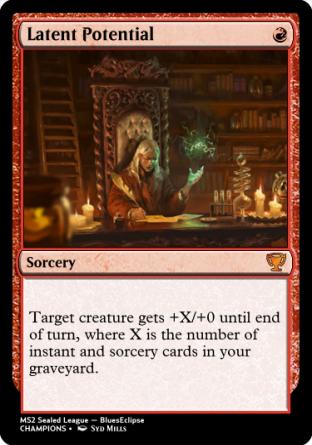 Latent Potential
Sorcery
Target creature gets +X/+0 until end
of turn, where X is the number of
instant and sorcery cards in your
graveyard.
MS2 Sealed League — BluesEclipse
CHAMPIONS • Syd Mills